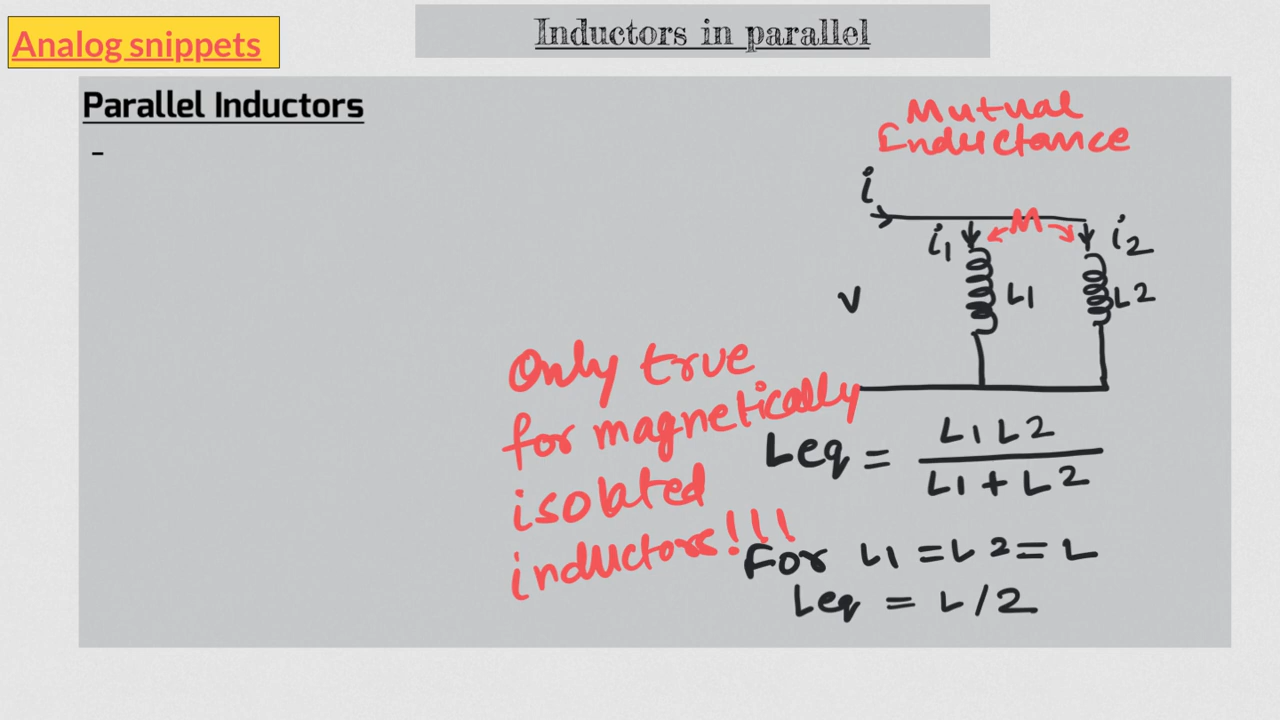 Analog snippets
Inductors in parallel
Parallel Inductors
-
Mutual
Inductance
i
i1
M
i2
V
L1
L2
Only true
for magnetically
isolated
inductors!!!
Leq = L1 L2
L1 + L2
For L1 = L2 = L
Leq = L/2